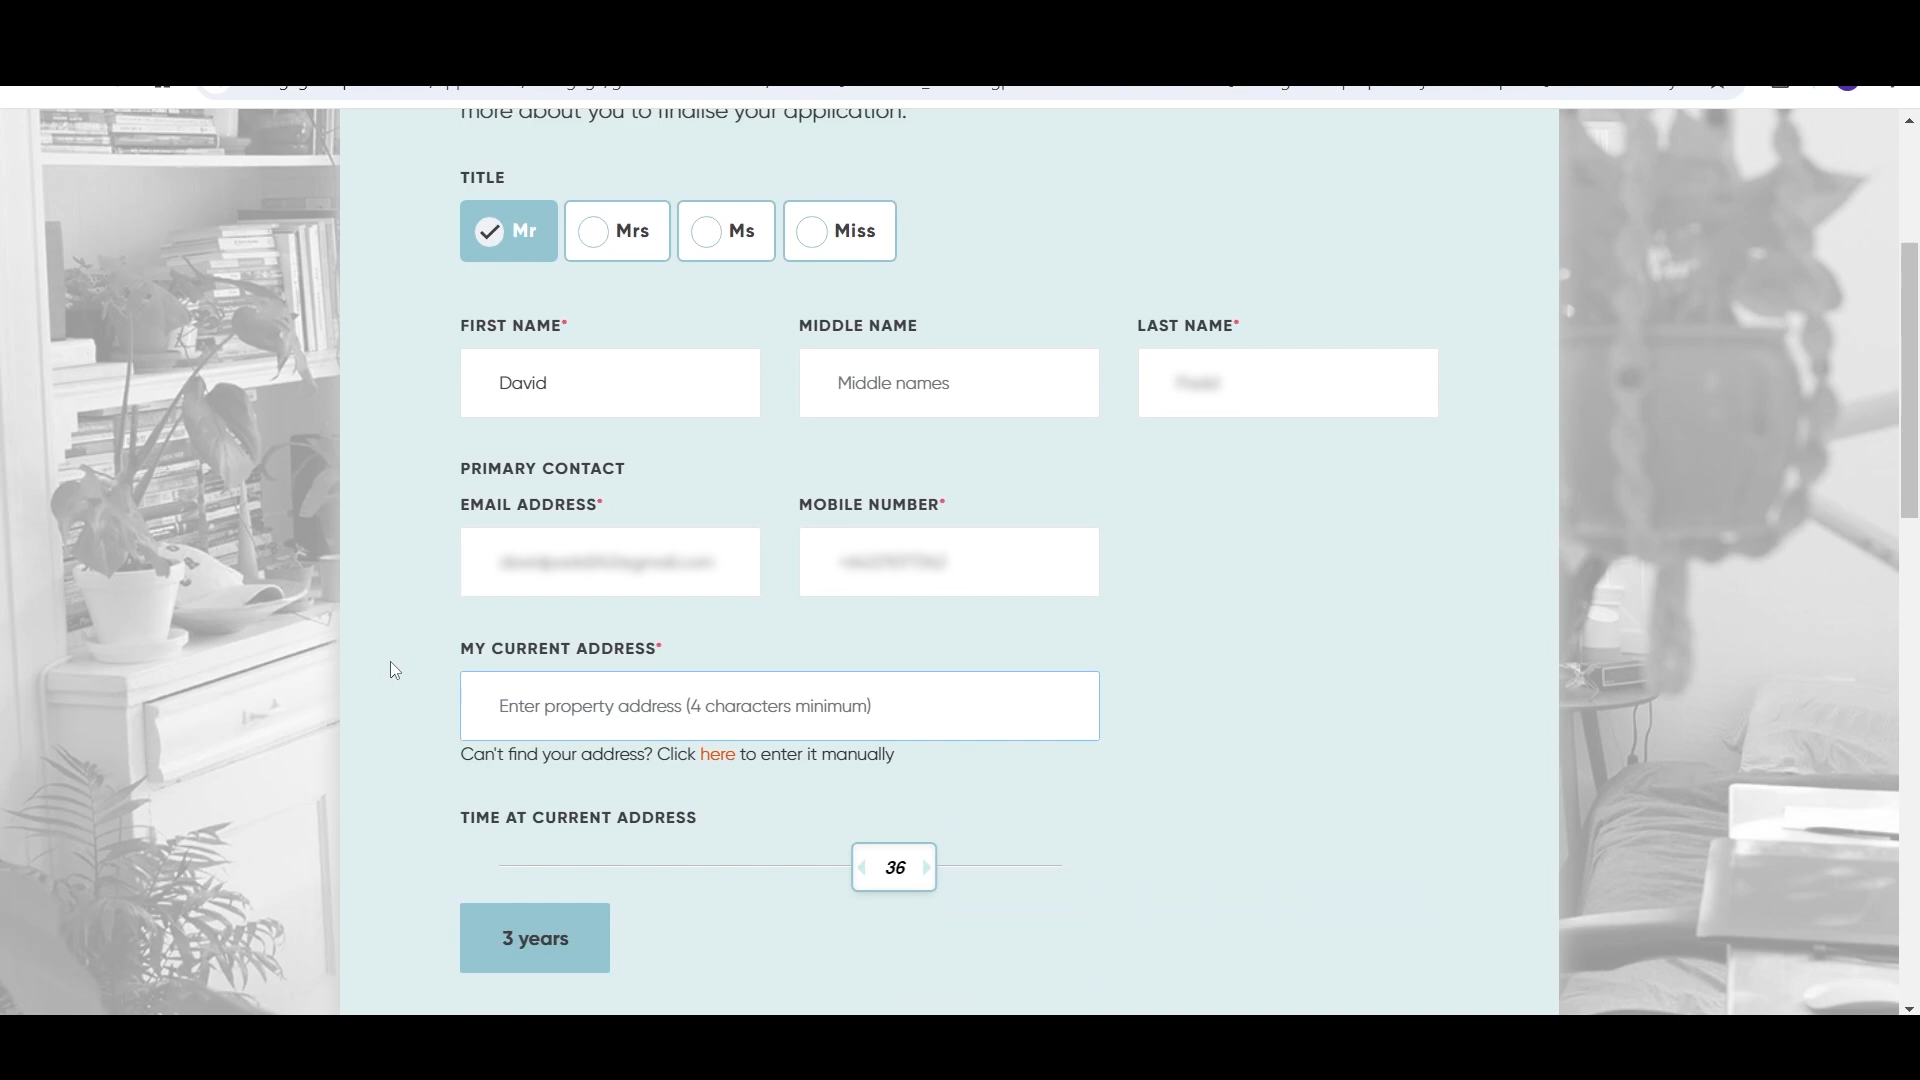 more about you to finalise your application.
TITLE
Mr Mrs Ms Miss
FIRST NAME* MIDDLE NAME LAST NAME*
David Middle names
PRIMARY CONTACT
EMAIL ADDRESS* MOBILE NUMBER*
MY CURRENT ADDRESS*
Enter property address (4 characters minimum)
Can't find your address? Click here to enter it manually
TIME AT CURRENT ADDRESS
36
3 years